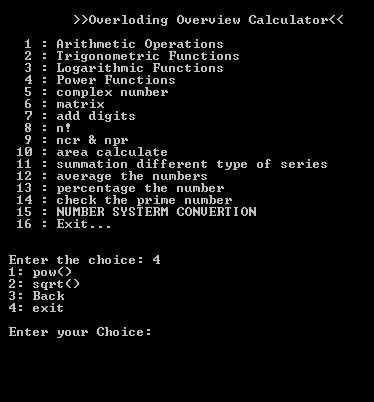 >>Overloding Overview Calculator<<
1 : Arithmetic Operations
2 : Trigonometric Functions
3 : Logarithmic Functions
4 : Power Functions
5 : complex number
6 : matrix
7 : add digits
8 : n!
9 : ncr & npr
10 : area calculate
11 : summation different type of series
12 : average the numbers
13 : percentage the number
14 : check the prime number
15 : NUMBER SYSTERM CONVERTION
16 : Exit...
Enter the choice: 4
1: pow()
2: sqrt()
3: Back
4: exit
Enter your Choice: